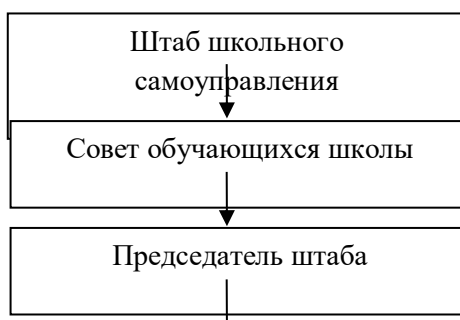 Штаб школьного
самоуправления
Совет обучающихся школы
Председатель штаба